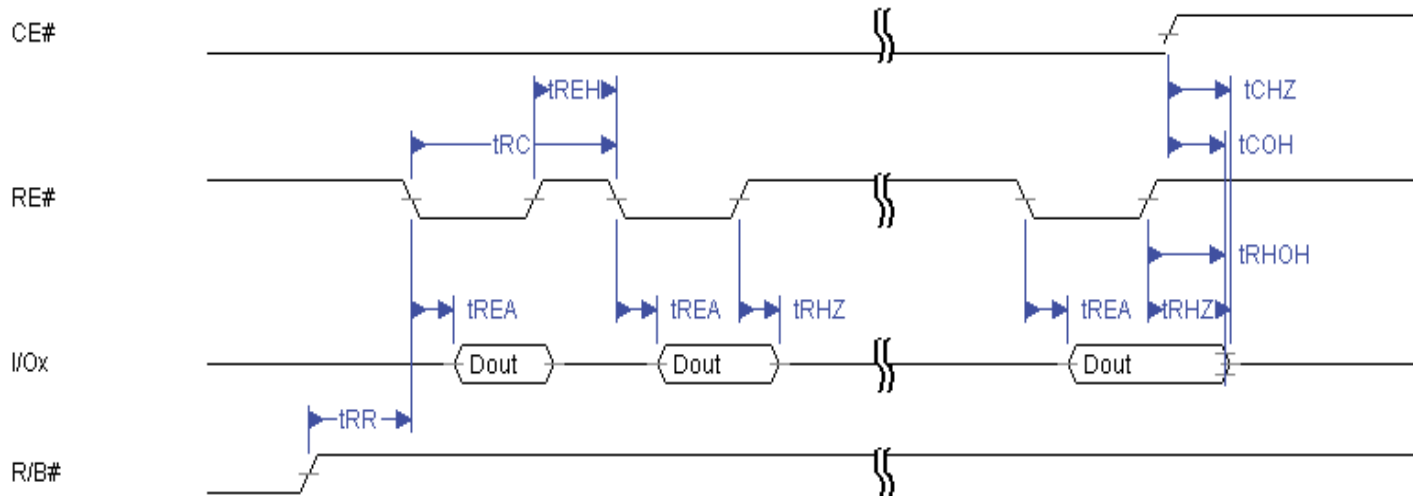 CE#
tREH
tCHZ
tRC
tCOH
RE#
tRHOH
tREA
tREA
tRHZ
tREA
tRHZ
I/Ox
Dout
Dout
Dout
tRR
R/B#